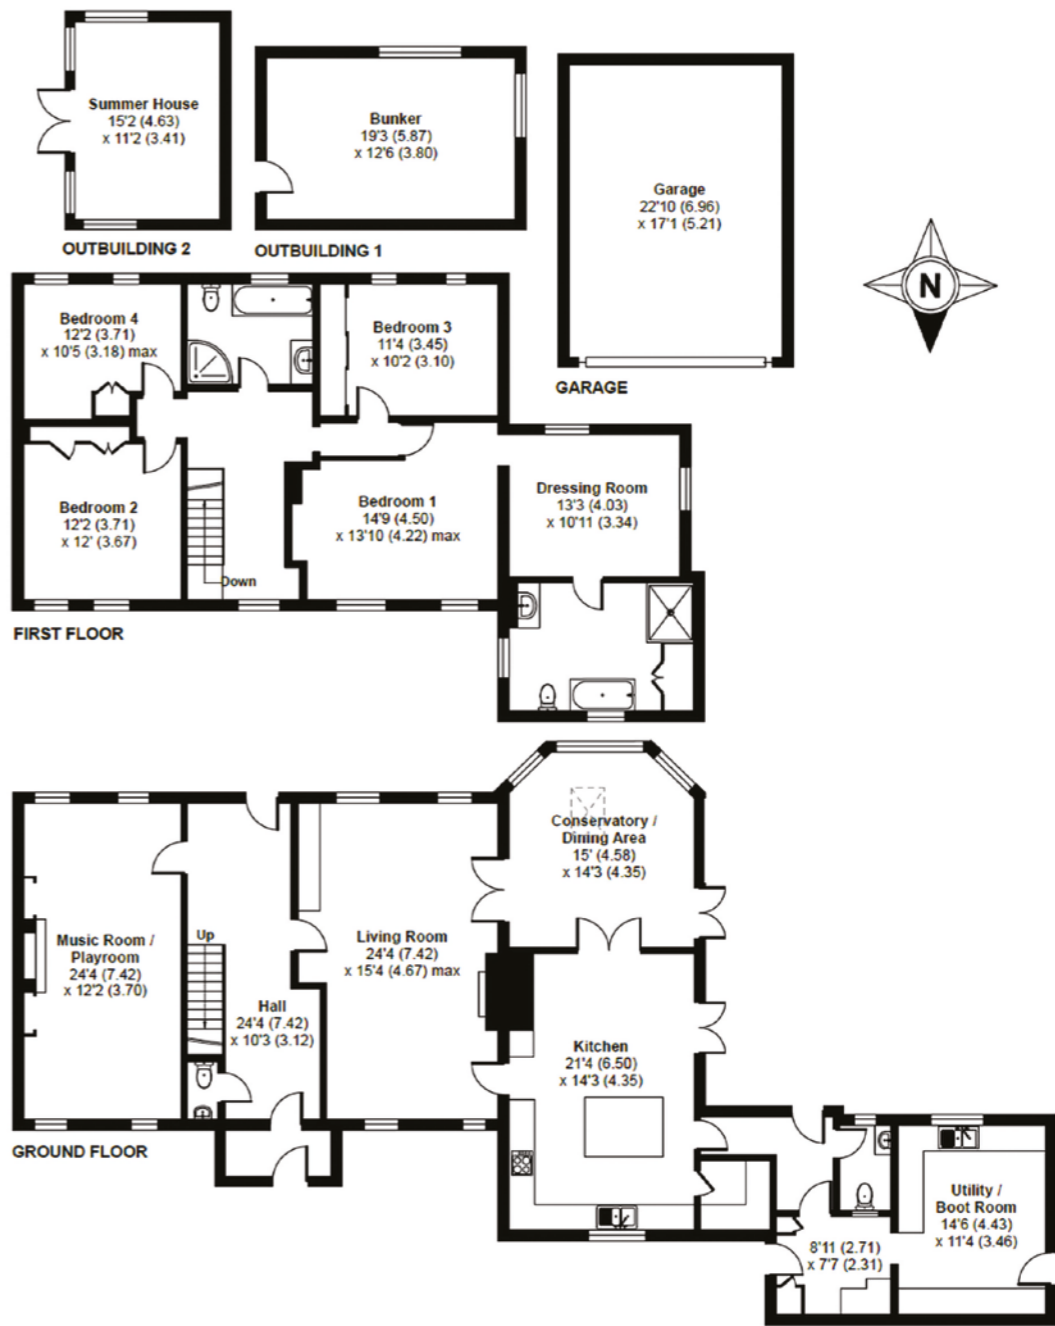 Summer House
15'2 (4.63)
x 11'2 (3.41)
OUTBUILDING 2
Bunker
19'3 (5.87)
x 12'6 (3.80)
OUTBUILDING 1
Garage
22'10 (6.96)
x 17'1 (5.21)
GARAGE
N
Bedroom 4
12'2 (3.71)
x 10'5 (3.18) max
Bedroom 3
11'4 (3.45)
x 10'2 (3.10)
Bedroom 2
12'2 (3.71)
x 12' (3.67)
Down
Bedroom 1
14'9 (4.50)
x 13'10 (4.22) max
Dressing Room
13'3 (4.03)
x 10'11 (3.34)
FIRST FLOOR
Conservatory /
Dining Area
15' (4.58)
x 14'3 (4.35)
Music Room /
Playroom
24'4 (7.42)
x 12'2 (3.70)
Up
Hall
24'4 (7.42)
x 10'3 (3.12)
Living Room
24'4 (7.42)
x 15'4 (4.67) max
Kitchen
21'4 (6.50)
x 14'3 (4.35)
Utility /
Boot Room
14'6 (4.43)
x 11'4 (3.46)
8'11 (2.71)
x 7'7 (2.31)
GROUND FLOOR